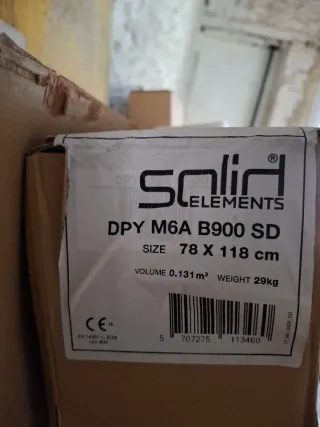 solid®
ELEMENTS
DPY M6A B900 SD
SIZE 78 X 118 cm
VOLUME 0.131m³ WEIGHT 29kg
CE
5 707275 113460